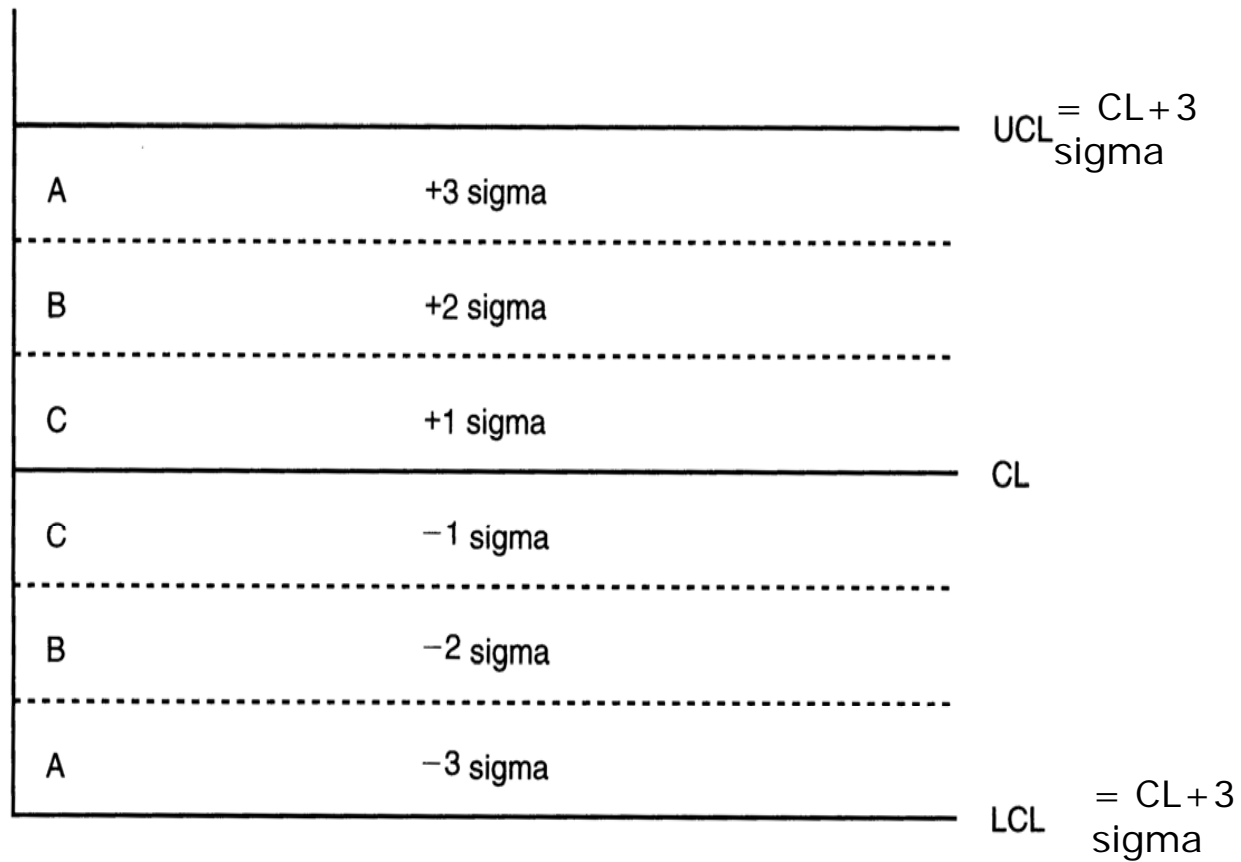 UCL = CL+3
sigma
A +3 sigma
B +2 sigma
C +1 sigma
CL
C −1 sigma
B −2 sigma
A −3 sigma
LCL = CL+3
sigma